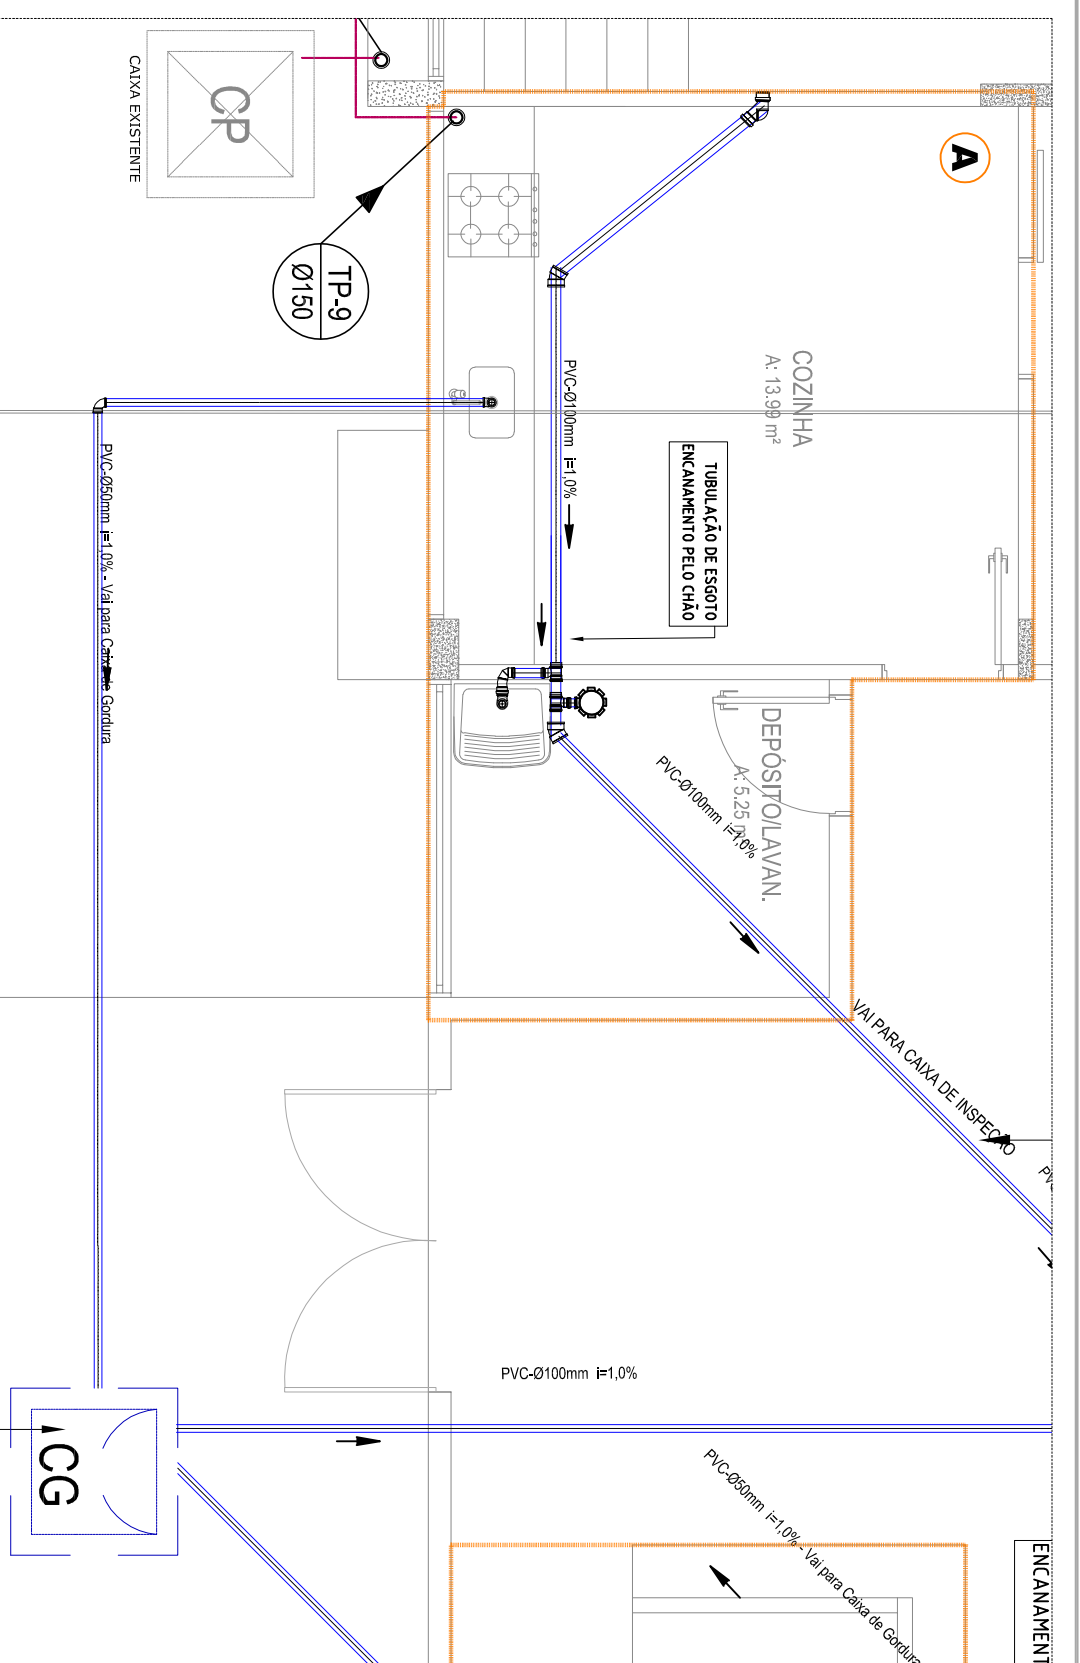 CP
CAIXA EXISTENTE
A
TP-9
Ø150
COZINHA
A: 13.99 m²
PVC-Ø100mm i=1,0%
TUBULAÇÃO DE ESGOTO
ENCANAMENTO PELO CHÃO
PVC-Ø50mm i=1,0% - Vai para Caixa de Gordura
DEPÓSITO/LAVAN.
A: 5.25 m²
PVC-Ø100mm i=1,0%
VAI PARA CAIXA DE INSPEÇÃO
PV
PVC-Ø100mm i=1,0%
CG
PVC-Ø50mm i=1,0% - Vai para Caixa de Gordura
ENCANAMENT